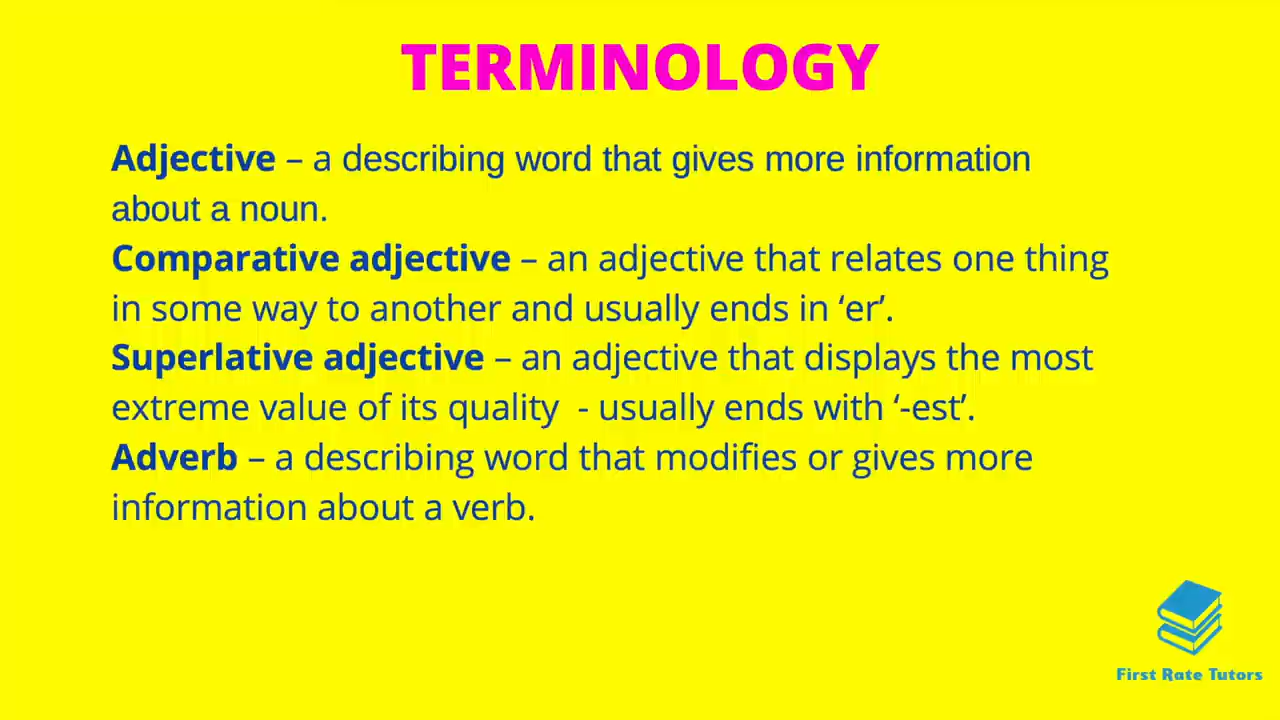 TERMINOLOGY
Adjective – a describing word that gives more information
about a noun.
Comparative adjective – an adjective that relates one thing
in some way to another and usually ends in ‘er’.
Superlative adjective – an adjective that displays the most
extreme value of its quality  - usually ends with ‘-est’.
Adverb – a describing word that modifies or gives more
information about a verb.
First Rate Tutors